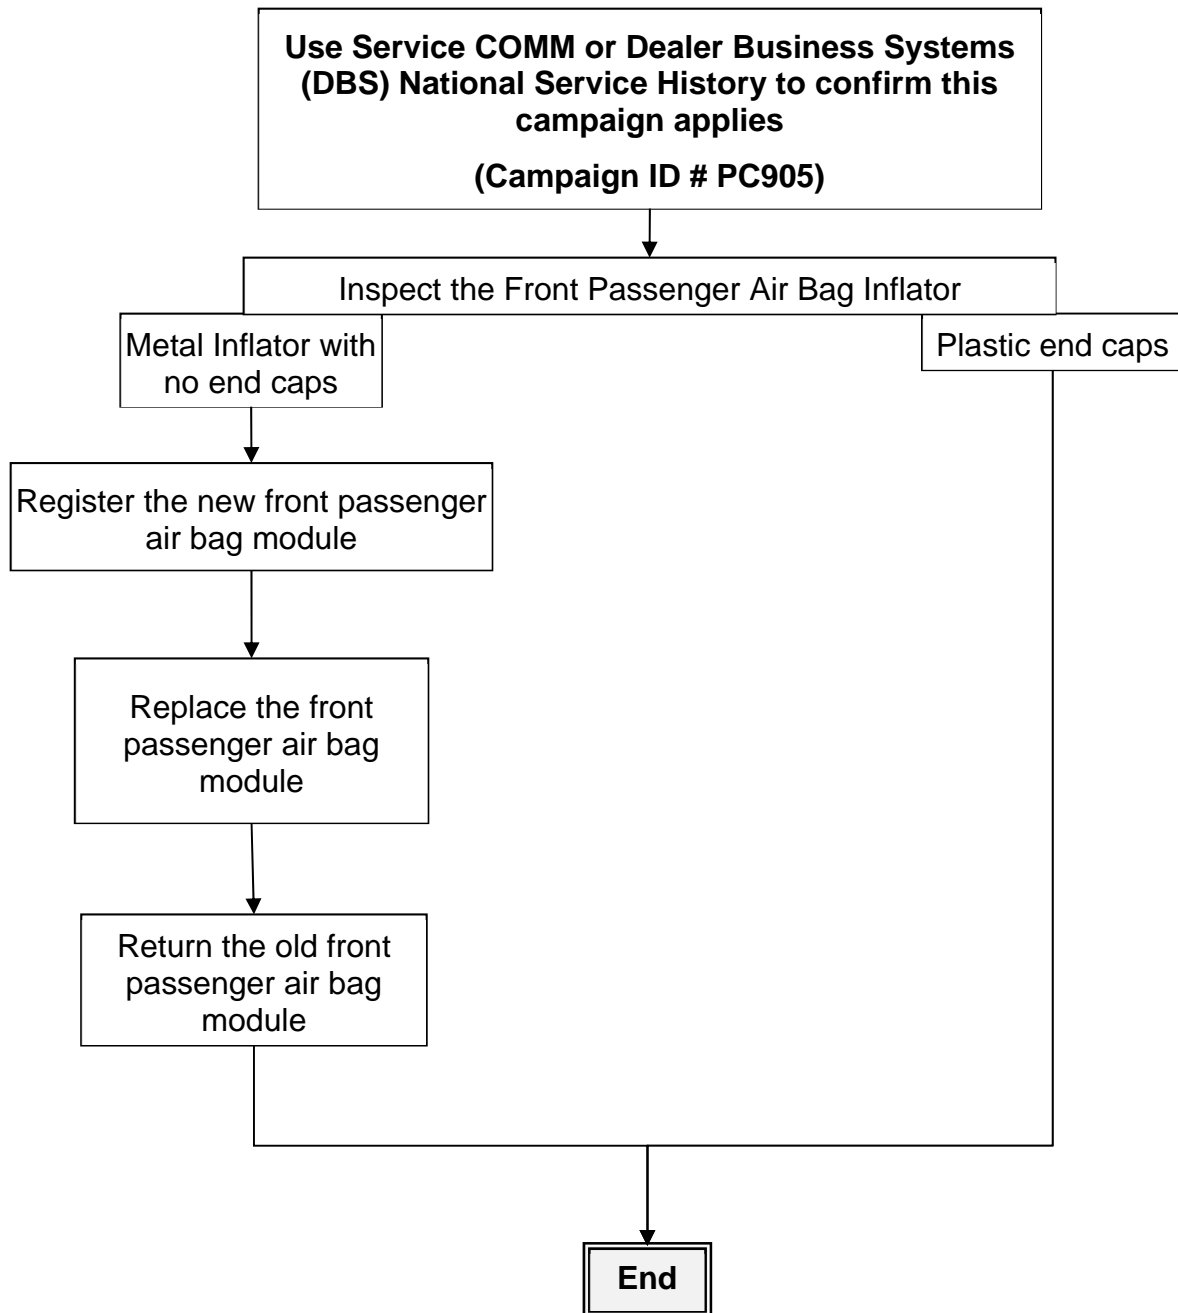 Use Service COMM or Dealer Business Systems
(DBS) National Service History to confirm this
campaign applies
(Campaign ID # PC905)
Inspect the Front Passenger Air Bag Inflator
Metal Inflator with
no end caps
Plastic end caps
Register the new front passenger
air bag module
Replace the front
passenger air bag
module
Return the old front
passenger air bag
module
End